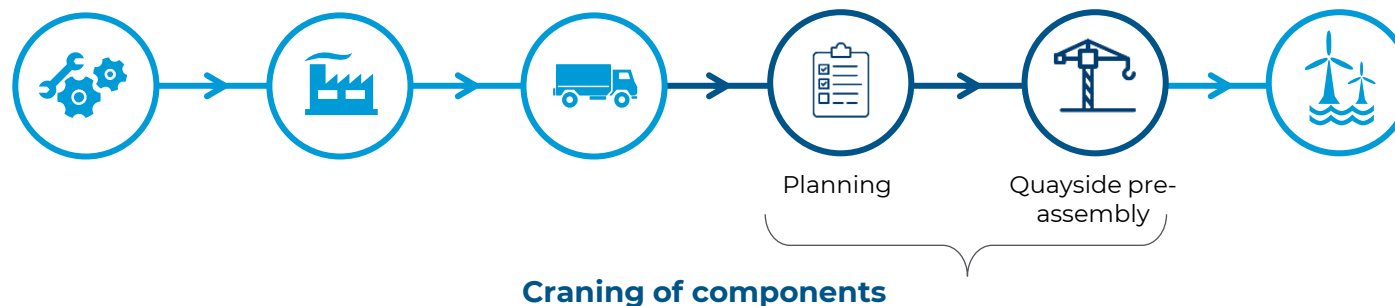 Planning
Quayside pre-
assembly
Craning of components